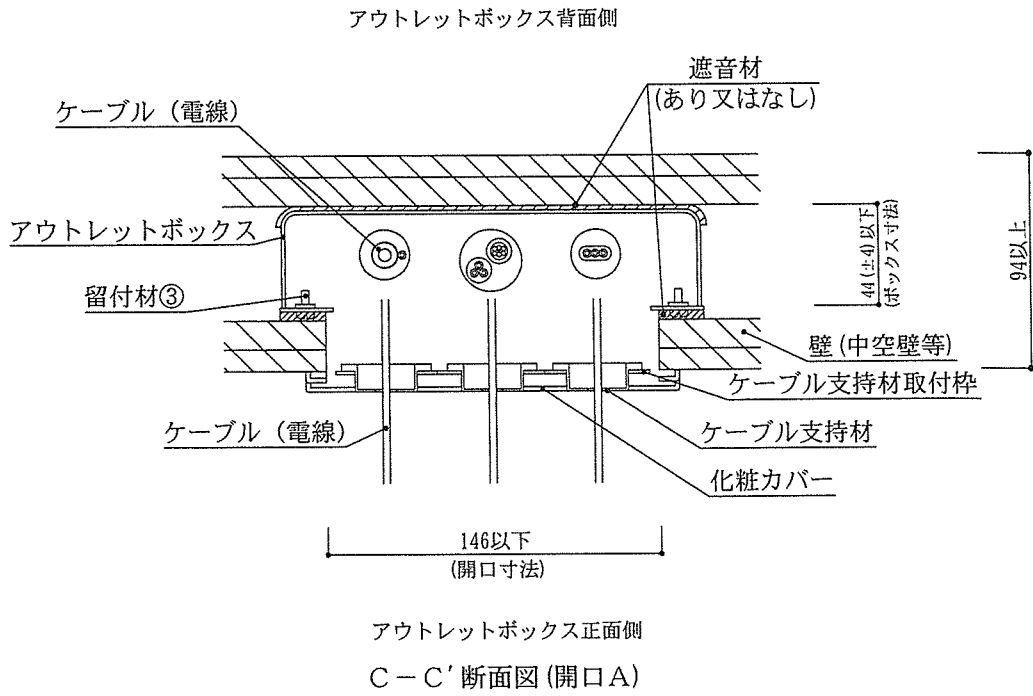 アウトレットボックス背面側
遮音材
(あり又はなし)
ケーブル（電線）
アウトレットボックス
44(±4)以下
(ボックス寸法)
94以上
留付材③
壁(中空壁等)
ケーブル支持材取付枠
ケーブル（電線）
ケーブル支持材
化粧カバー
146以下
(開口寸法)
アウトレットボックス正面側
C－C′断面図(開口A)